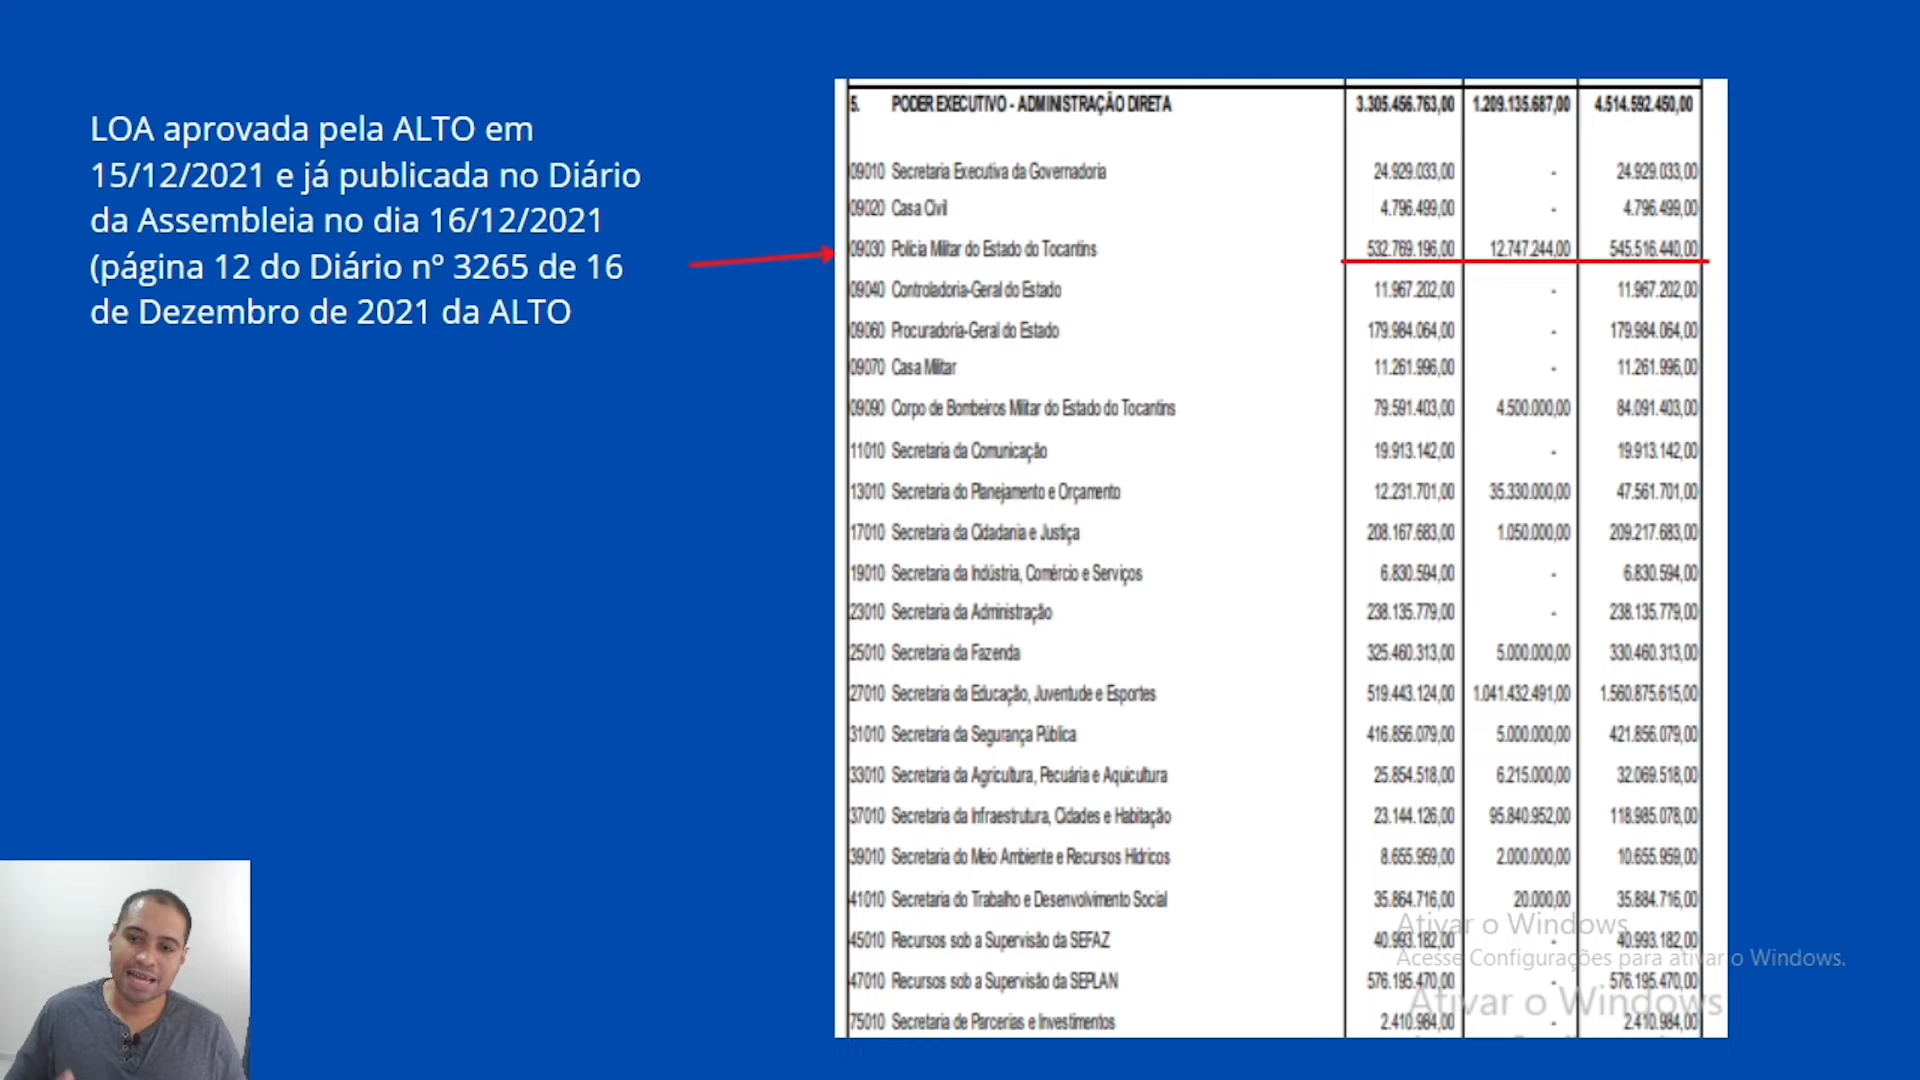 LOA aprovada pela ALTO em
15/12/2021 e já publicada no Diário
da Assembleia no dia 16/12/2021
(página 12 do Diário nº 3265 de 16
de Dezembro de 2021 da ALTO
5. PODER EXECUTIVO - ADMINISTRAÇÃO DIRETA 3.305.456.763,00 1.209.135.687,00 4.514.592.450,00
09010 Secretaria Executiva da Governadoria 24.929.033,00 - 24.929.033,00
09020 Casa Civil 4.796.499,00 - 4.796.499,00
09030 Polícia Militar do Estado do Tocantins 532.769.196,00 12.747.244,00 545.516.440,00
09040 Controladoria-Geral do Estado 11.967.202,00 - 11.967.202,00
09060 Procuradoria-Geral do Estado 179.984.064,00 - 179.984.064,00
09070 Casa Militar 11.261.996,00 - 11.261.996,00
09090 Corpo de Bombeiros Militar do Estado do Tocantins 79.591.403,00 4.500.000,00 84.091.403,00
11010 Secretaria da Comunicação 19.913.142,00 - 19.913.142,00
13010 Secretaria do Planejamento e Orçamento 12.231.701,00 35.330.000,00 47.561.701,00
17010 Secretaria da Cidadania e Justiça 208.167.683,00 1.050.000,00 209.217.683,00
19010 Secretaria da Indústria, Comércio e Serviços 6.830.594,00 - 6.830.594,00
23010 Secretaria da Administração 238.135.779,00 - 238.135.779,00
25010 Secretaria da Fazenda 325.460.313,00 5.000.000,00 330.460.313,00
27010 Secretaria da Educação, Juventude e Esportes 519.443.124,00 1.041.432.491,00 1.560.875.615,00
31010 Secretaria da Segurança Pública 416.856.079,00 5.000.000,00 421.856.079,00
33010 Secretaria da Agricultura, Pecuária e Aquicultura 25.854.518,00 6.215.000,00 32.069.518,00
37010 Secretaria da Infraestrutura, Cidades e Habitação 23.144.126,00 95.840.952,00 118.985.078,00
39010 Secretaria do Meio Ambiente e Recursos Hídricos 8.655.959,00 2.000.000,00 10.655.959,00
41010 Secretaria do Trabalho e Desenvolvimento Social 35.864.716,00 20.000,00 35.884.716,00
45010 Recursos sob a Supervisão da SEFAZ 40.993.182,00 - 40.993.182,00
47010 Recursos sob a Supervisão da SEPLAN 576.195.470,00 - 576.195.470,00
75010 Secretaria de Parcerias e Investimentos 2.410.984,00 - 2.410.984,00
Ativar o Windows
Acesse Configurações para ativar o Windows.
Ativar o Windows